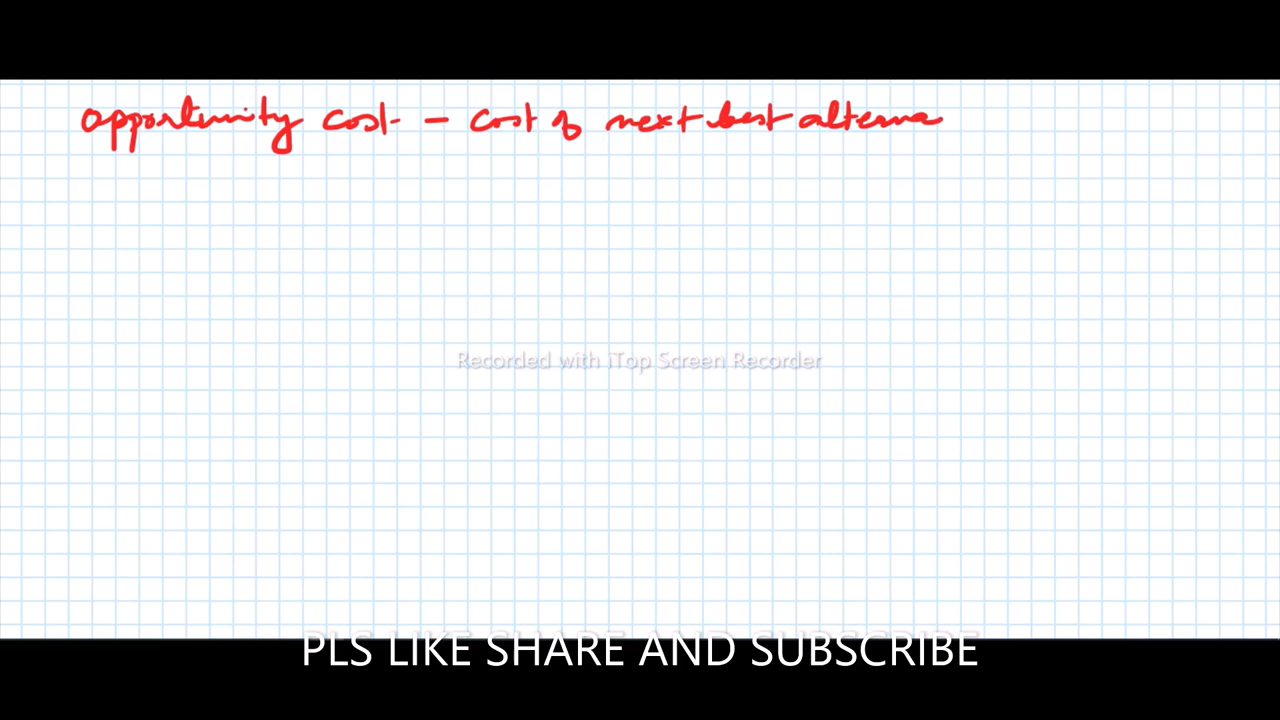 opportunity cost - cost of next best alterna
Recorded with iTop Screen Recorder
PLS LIKE SHARE AND SUBSCRIBE